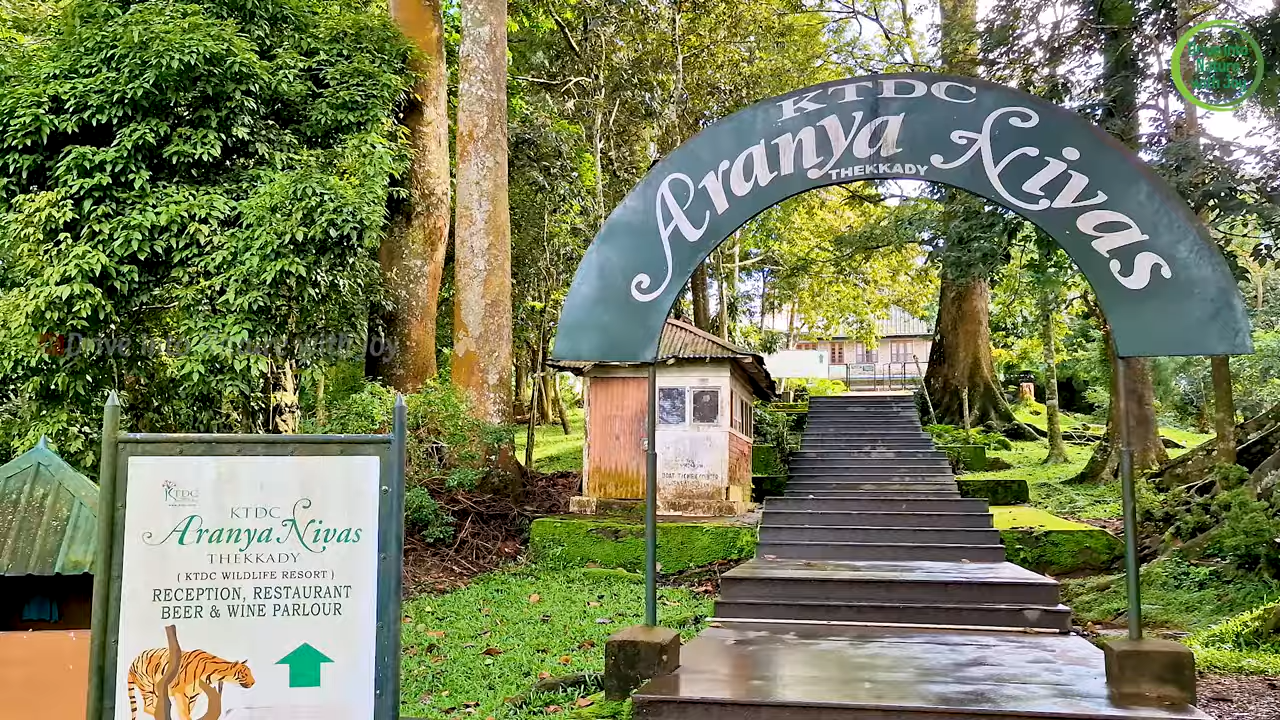 KTDC
Aranya Nivas
THEKKADY
KTDC
KTDC
Aranya Nivas
THEKKADY
( KTDC WILDLIFE RESORT )
RECEPTION, RESTAURANT
BEER & WINE PARLOUR